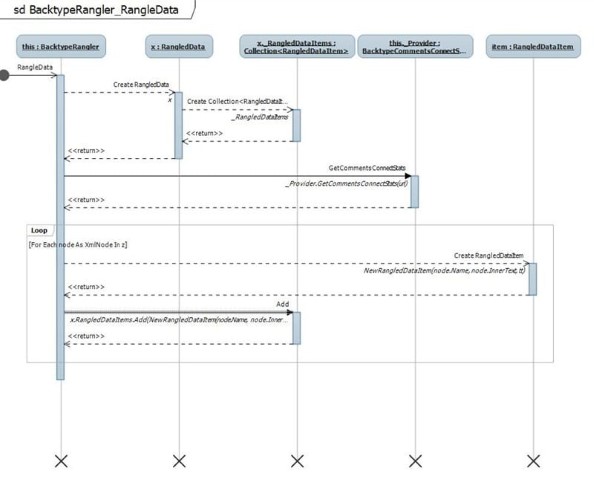 sd BacktypeRangler_RangleData
this : BacktypeRangler
x : RangledData
x._RangledDataItems :
Collection<RangledDataItem>
this._Provider :
BacktypeCommentsConnectS...
item : RangledDataItem
RangleData
Create RangledData
x
Create Collection<RangledDataIt...
_RangledDataItems
<<return>>
<<return>>
GetCommentsConnectStats
_Provider.GetCommentsConnectStats(url)
<<return>>
Loop
[For Each node As XmlNode In z]
Create RangledDataItem
NewRangledDataItem(node.Name, node.InnerText, tt)
<<return>>
Add
x.RangledDataItems.Add(NewRangledDataItem(nodeName, node.Inner...
<<return>>